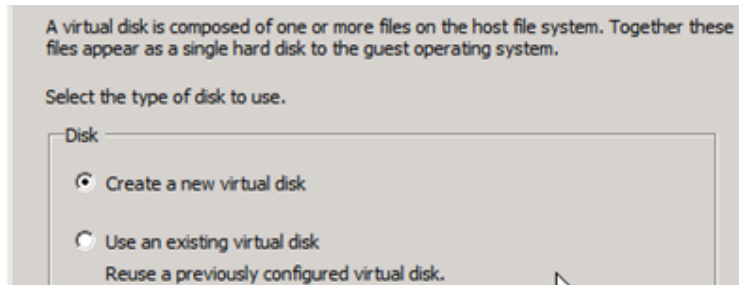 A virtual disk is composed of one or more files on the host file system. Together these
files appear as a single hard disk to the guest operating system.
Select the type of disk to use.
Disk
Create a new virtual disk
Use an existing virtual disk
Reuse a previously configured virtual disk.